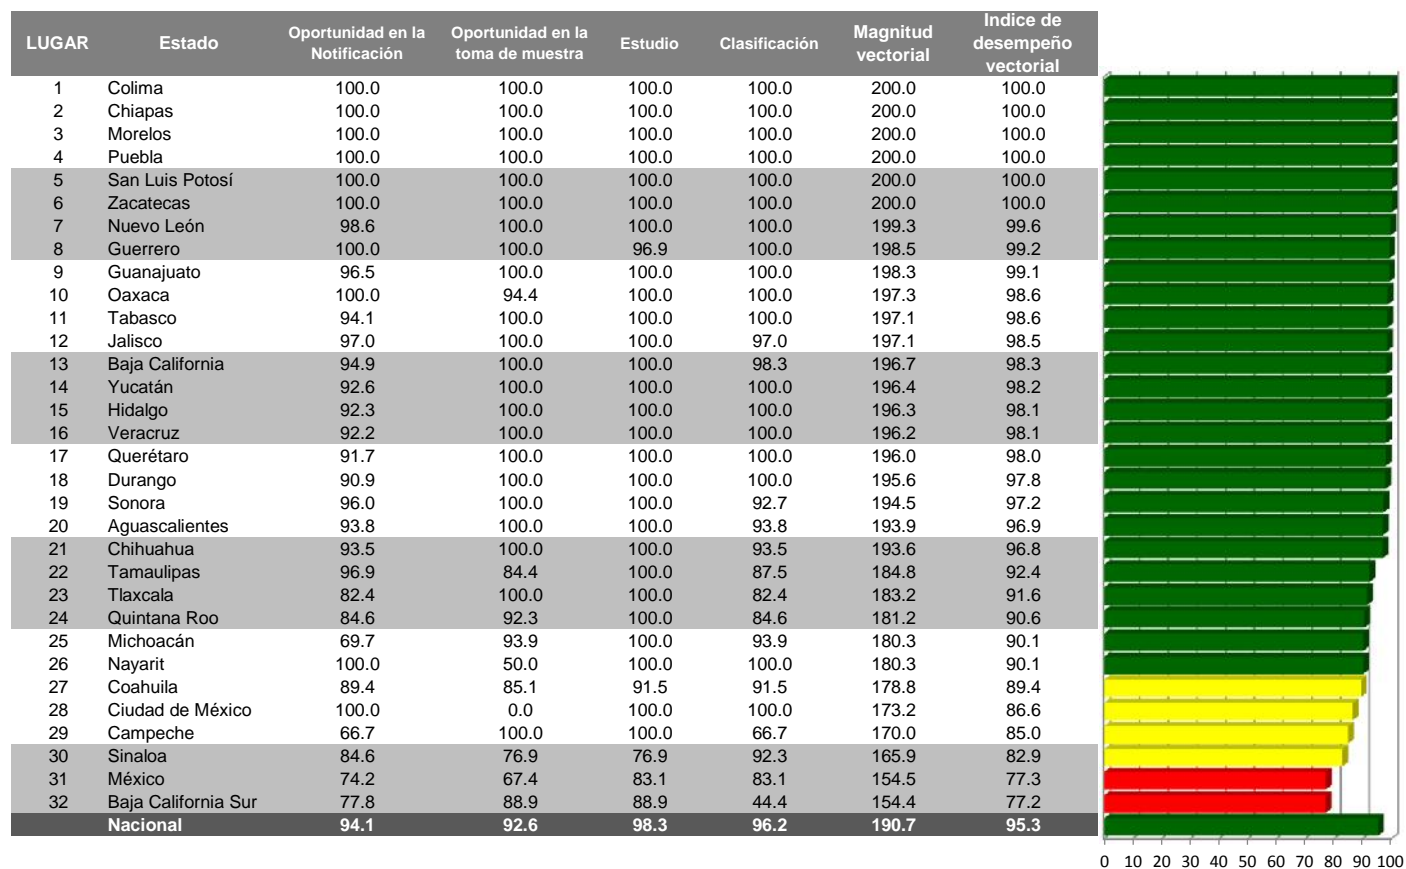 LUGAR Estado Oportunidad en la Notificación Oportunidad en la toma de muestra Estudio Clasificación Magnitud vectorial Indice de desempeño vectorial
1 Colima 100.0 100.0 100.0 100.0 200.0 100.0
2 Chiapas 100.0 100.0 100.0 100.0 200.0 100.0
3 Morelos 100.0 100.0 100.0 100.0 200.0 100.0
4 Puebla 100.0 100.0 100.0 100.0 200.0 100.0
5 San Luis Potosí 100.0 100.0 100.0 100.0 200.0 100.0
6 Zacatecas 100.0 100.0 100.0 100.0 200.0 100.0
7 Nuevo León 98.6 100.0 100.0 100.0 199.3 99.6
8 Guerrero 100.0 100.0 96.9 100.0 198.5 99.2
9 Guanajuato 96.5 100.0 100.0 100.0 198.3 99.1
10 Oaxaca 100.0 94.4 100.0 100.0 197.3 98.6
11 Tabasco 94.1 100.0 100.0 100.0 197.1 98.6
12 Jalisco 97.0 100.0 100.0 97.0 197.1 98.5
13 Baja California 94.9 100.0 100.0 98.3 196.7 98.3
14 Yucatán 92.6 100.0 100.0 100.0 196.4 98.2
15 Hidalgo 92.3 100.0 100.0 100.0 196.3 98.1
16 Veracruz 92.2 100.0 100.0 100.0 196.2 98.1
17 Querétaro 91.7 100.0 100.0 100.0 196.0 98.0
18 Durango 90.9 100.0 100.0 100.0 195.6 97.8
19 Sonora 96.0 100.0 100.0 92.7 194.5 97.2
20 Aguascalientes 93.8 100.0 100.0 93.8 193.9 96.9
21 Chihuahua 93.5 100.0 100.0 93.5 193.6 96.8
22 Tamaulipas 96.9 84.4 100.0 87.5 184.8 92.4
23 Tlaxcala 82.4 100.0 100.0 82.4 183.2 91.6
24 Quintana Roo 84.6 92.3 100.0 84.6 181.2 90.6
25 Michoacán 69.7 93.9 100.0 93.9 180.3 90.1
26 Nayarit 100.0 50.0 100.0 100.0 180.3 90.1
27 Coahuila 89.4 85.1 91.5 91.5 178.8 89.4
28 Ciudad de México 100.0 0.0 100.0 100.0 173.2 86.6
29 Campeche 66.7 100.0 100.0 66.7 170.0 85.0
30 Sinaloa 84.6 76.9 76.9 92.3 165.9 82.9
31 México 74.2 67.4 83.1 83.1 154.5 77.3
32 Baja California Sur 77.8 88.9 88.9 44.4 154.4 77.2
Nacional 94.1 92.6 98.3 96.2 190.7 95.3
0 10 20 30 40 50 60 70 80 90 100